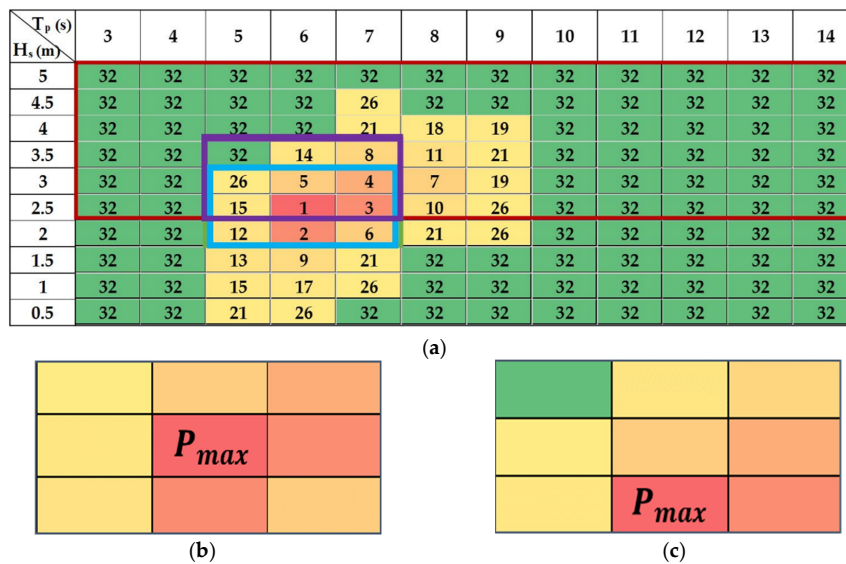 T_p (s) 3 4 5 6 7 8 9 10 11 12 13 14
H_s (m)
5 32 32 32 32 32 32 32 32 32 32 32 32
4.5 32 32 32 32 26 32 32 32 32 32 32 32
4 32 32 32 32 21 18 19 32 32 32 32 32
3.5 32 32 32 14 8 11 21 32 32 32 32 32
3 32 32 26 5 4 7 19 32 32 32 32 32
2.5 32 32 15 1 3 10 26 32 32 32 32 32
2 32 32 12 2 6 21 26 32 32 32 32 32
1.5 32 32 13 9 21 32 32 32 32 32 32 32
1 32 32 15 17 26 32 32 32 32 32 32 32
0.5 32 32 21 26 32 32 32 32 32 32 32 32
(a)
P_max
(b)
P_max
(c)